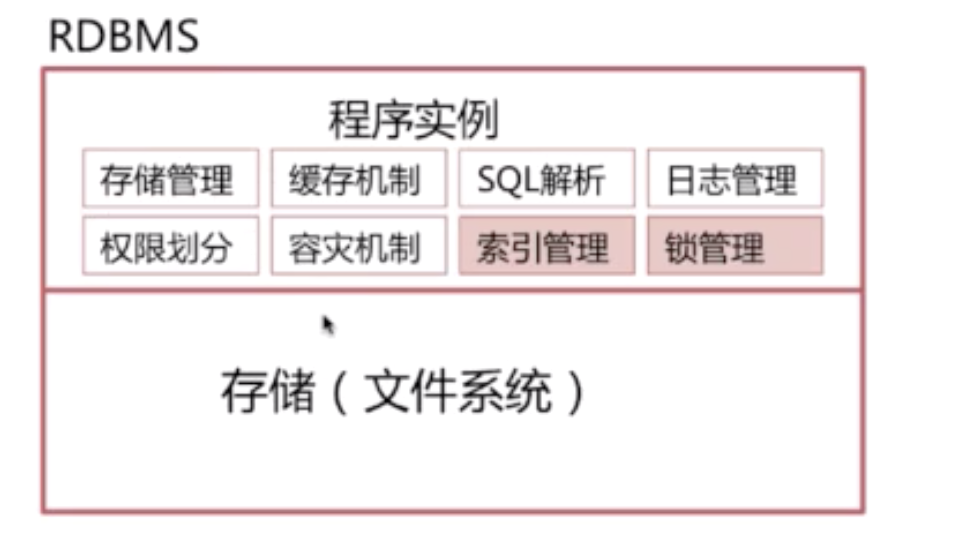 RDBMS
程序实例
存储管理 缓存机制 SQL解析 日志管理
权限划分 容灾机制 索引管理 锁管理
存储（文件系统）